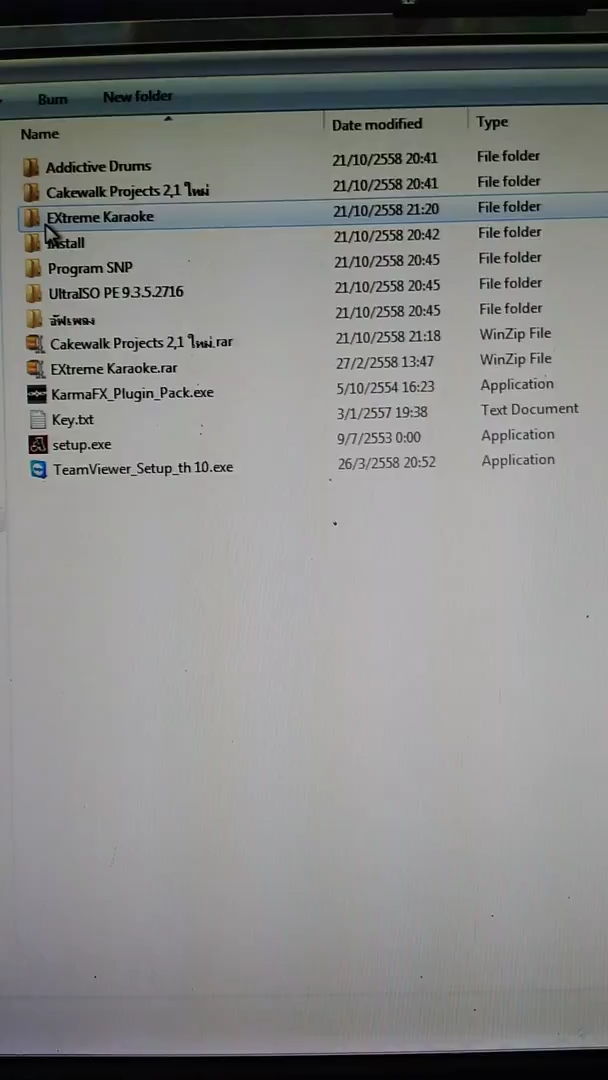 Burn New folder
Name Date modified Type
Addictive Drums 21/10/2558 20:41 File folder
Cakewalk Projects 2,1 ใหม่ 21/10/2558 20:41 File folder
EXtreme Karaoke 21/10/2558 21:20 File folder
Install 21/10/2558 20:42 File folder
Program SNP 21/10/2558 20:45 File folder
UltraISO PE 9.3.5.2716 21/10/2558 20:45 File folder
อัพเพลง 21/10/2558 20:45 File folder
Cakewalk Projects 2,1 ใหม่.rar 21/10/2558 21:18 WinZip File
EXtreme Karaoke.rar 27/2/2558 13:47 WinZip File
KarmaFX_Plugin_Pack.exe 5/10/2554 16:23 Application
Key.txt 3/1/2557 19:38 Text Document
setup.exe 9/7/2553 0:00 Application
TeamViewer_Setup_th 10.exe 26/3/2558 20:52 Application